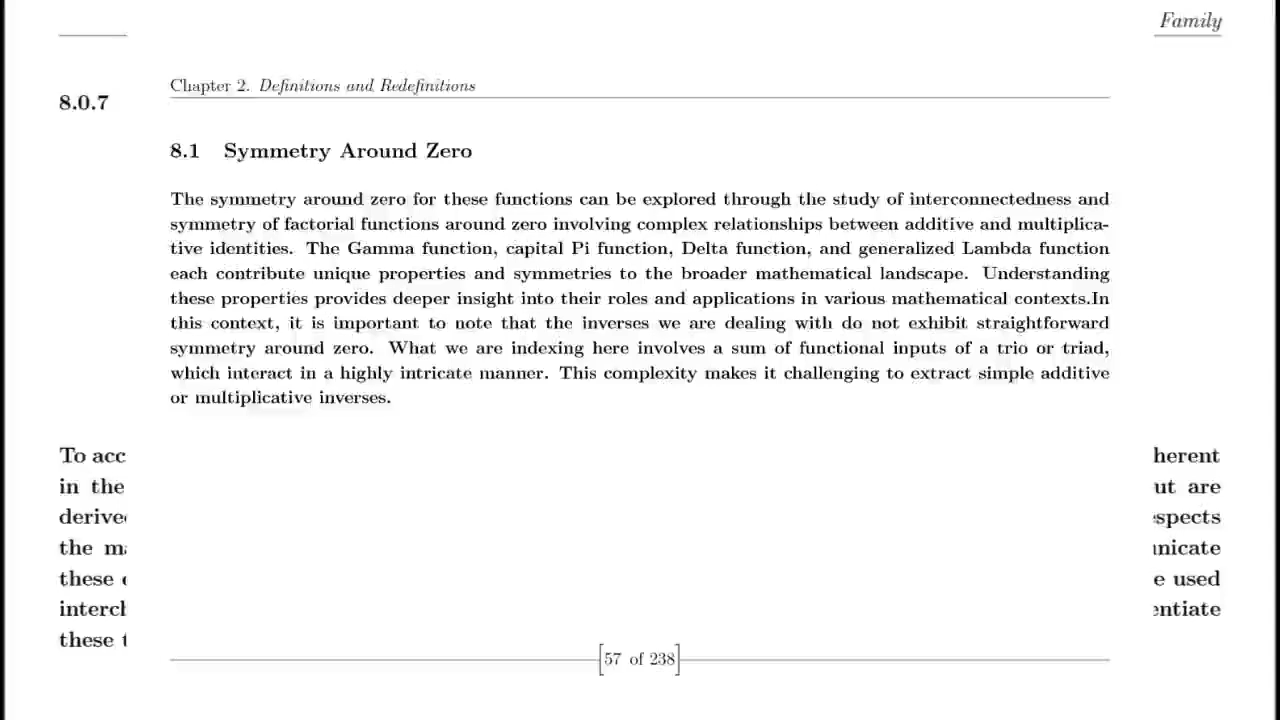 Family
Chapter 2. Definitions and Redefinitions
8.0.7
8.1 Symmetry Around Zero
The symmetry around zero for these functions can be explored through the study of interconnectedness and
symmetry of factorial functions around zero involving complex relationships between additive and multiplica-
tive identities. The Gamma function, capital Pi function, Delta function, and generalized Lambda function
each contribute unique properties and symmetries to the broader mathematical landscape. Understanding
these properties provides deeper insight into their roles and applications in various mathematical contexts.In
this context, it is important to note that the inverses we are dealing with do not exhibit straightforward
symmetry around zero. What we are indexing here involves a sum of functional inputs of a trio or triad,
which interact in a highly intricate manner. This complexity makes it challenging to extract simple additive
or multiplicative inverses.
To acc herent
in the ut are
derive spects
the m nicate
these e used
interch entiate
these t
57 of 238